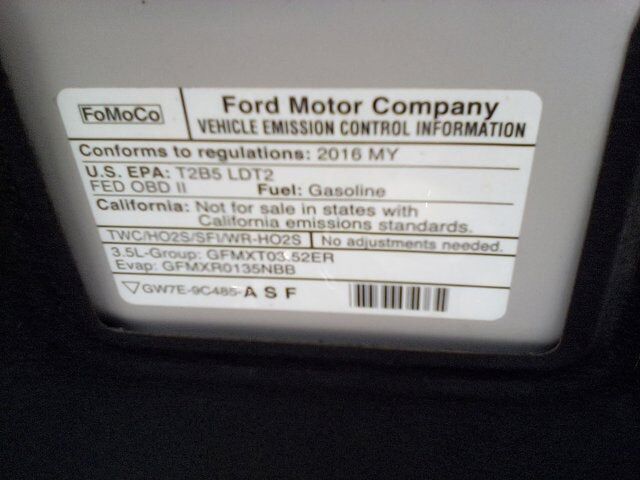 FoMoCo
Ford Motor Company
VEHICLE EMISSION CONTROL INFORMATION
Conforms to regulations: 2016 MY
U.S. EPA: T2B5 LDT2
FED OBD II Fuel: Gasoline
California: Not for sale in states with
California emissions standards.
TWC/HO2S/SFI/WR-HO2S No adjustments needed.
3.5L-Group: GFMXT03.52ER
Evap: GFMXR0135NBB
GW7E-9C485-ASF